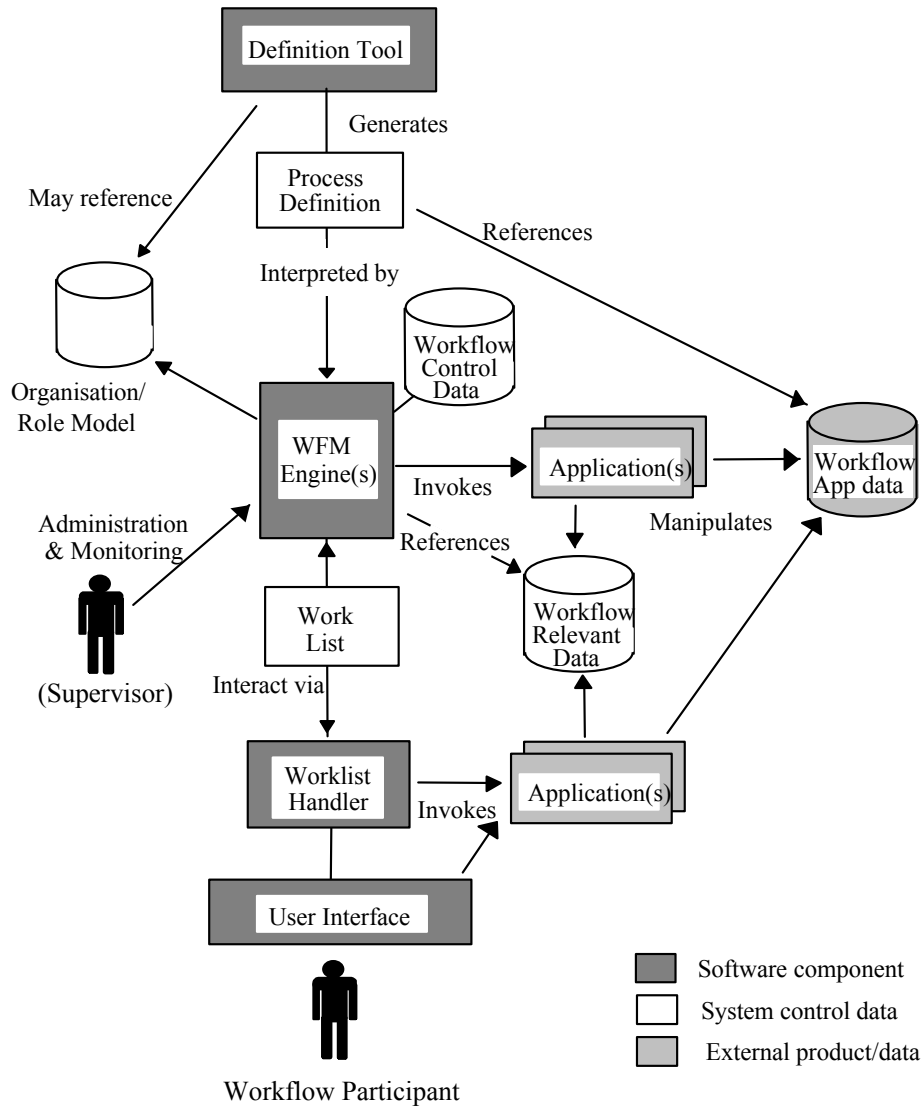 Definition Tool
Generates
Process
Definition
May reference
References
Interpreted by
Workflow
Control
Data
Organisation/
Role Model
WFM
Engine(s)
Invokes
Application(s)
Workflow
App data
Manipulates
References
Administration
& Monitoring
(Supervisor)
Work
List
Workflow
Relevant
Data
Interact via
Worklist
Handler
Invokes
Application(s)
User Interface
Workflow Participant
Software component
System control data
External product/data